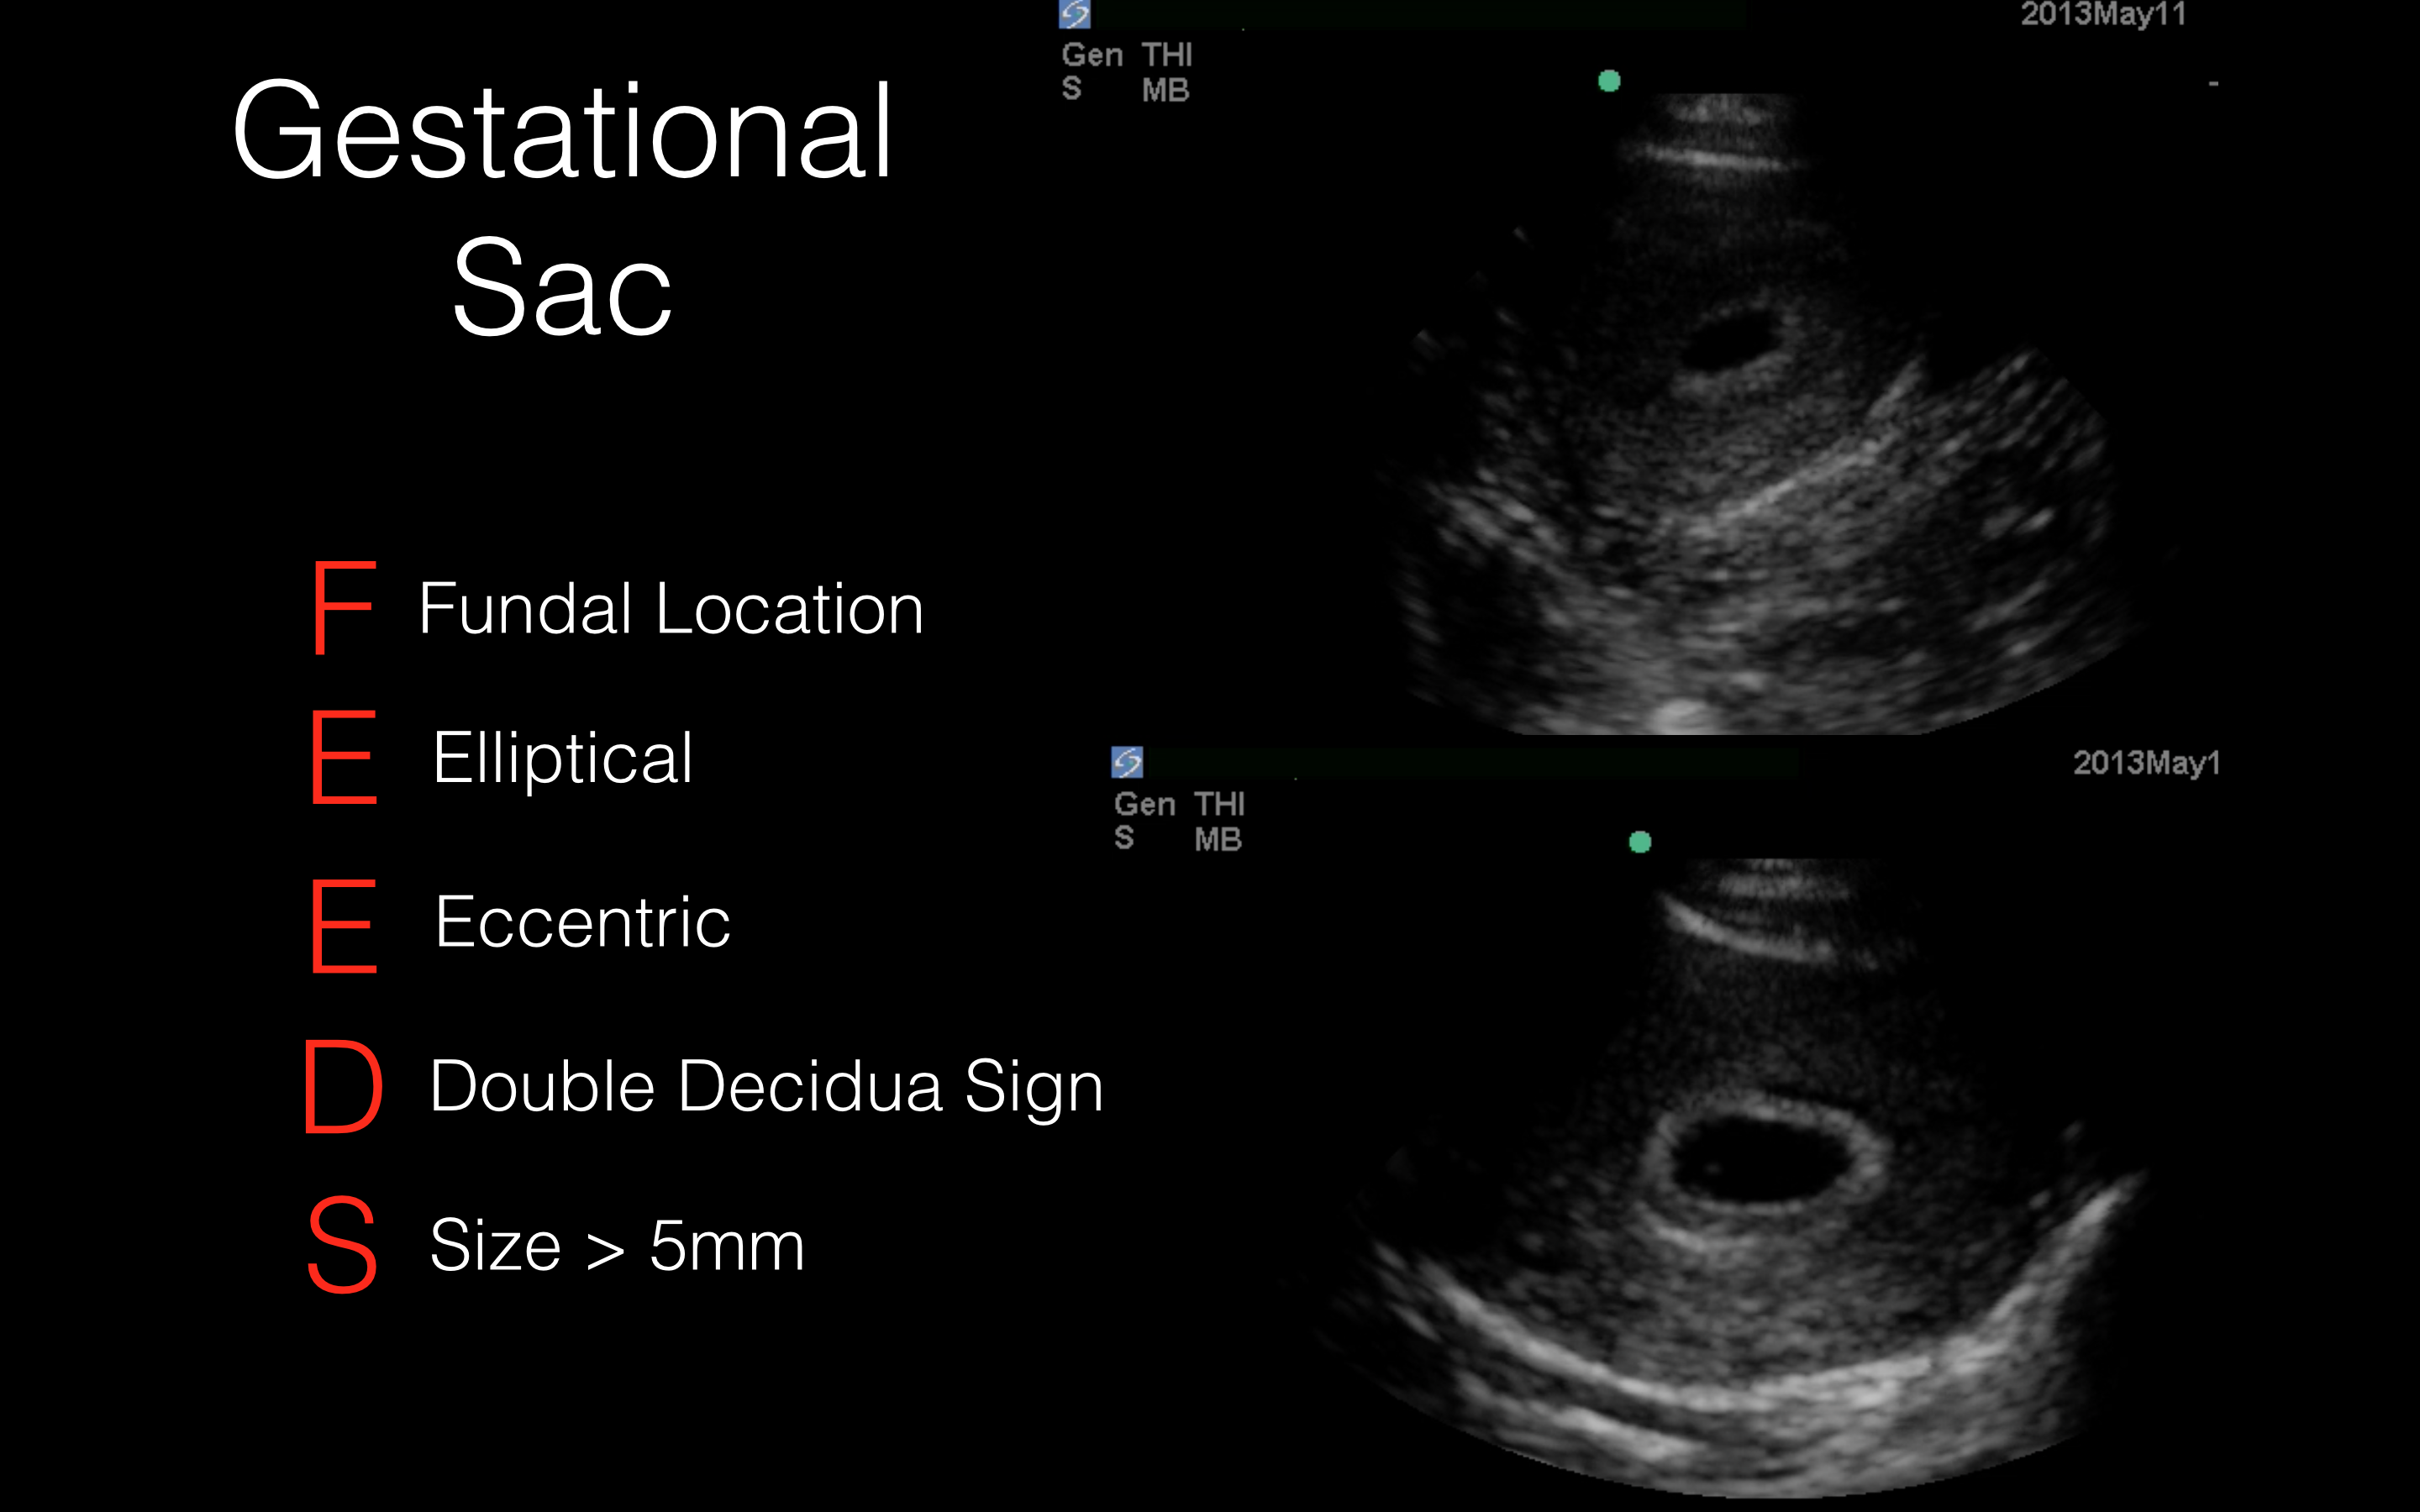 Gestational
Sac
F Fundal Location
E Elliptical
E Eccentric
D Double Decidua Sign
S Size > 5mm
2013May11
Gen THI
S MB
-
2013May1
Gen THI
S MB